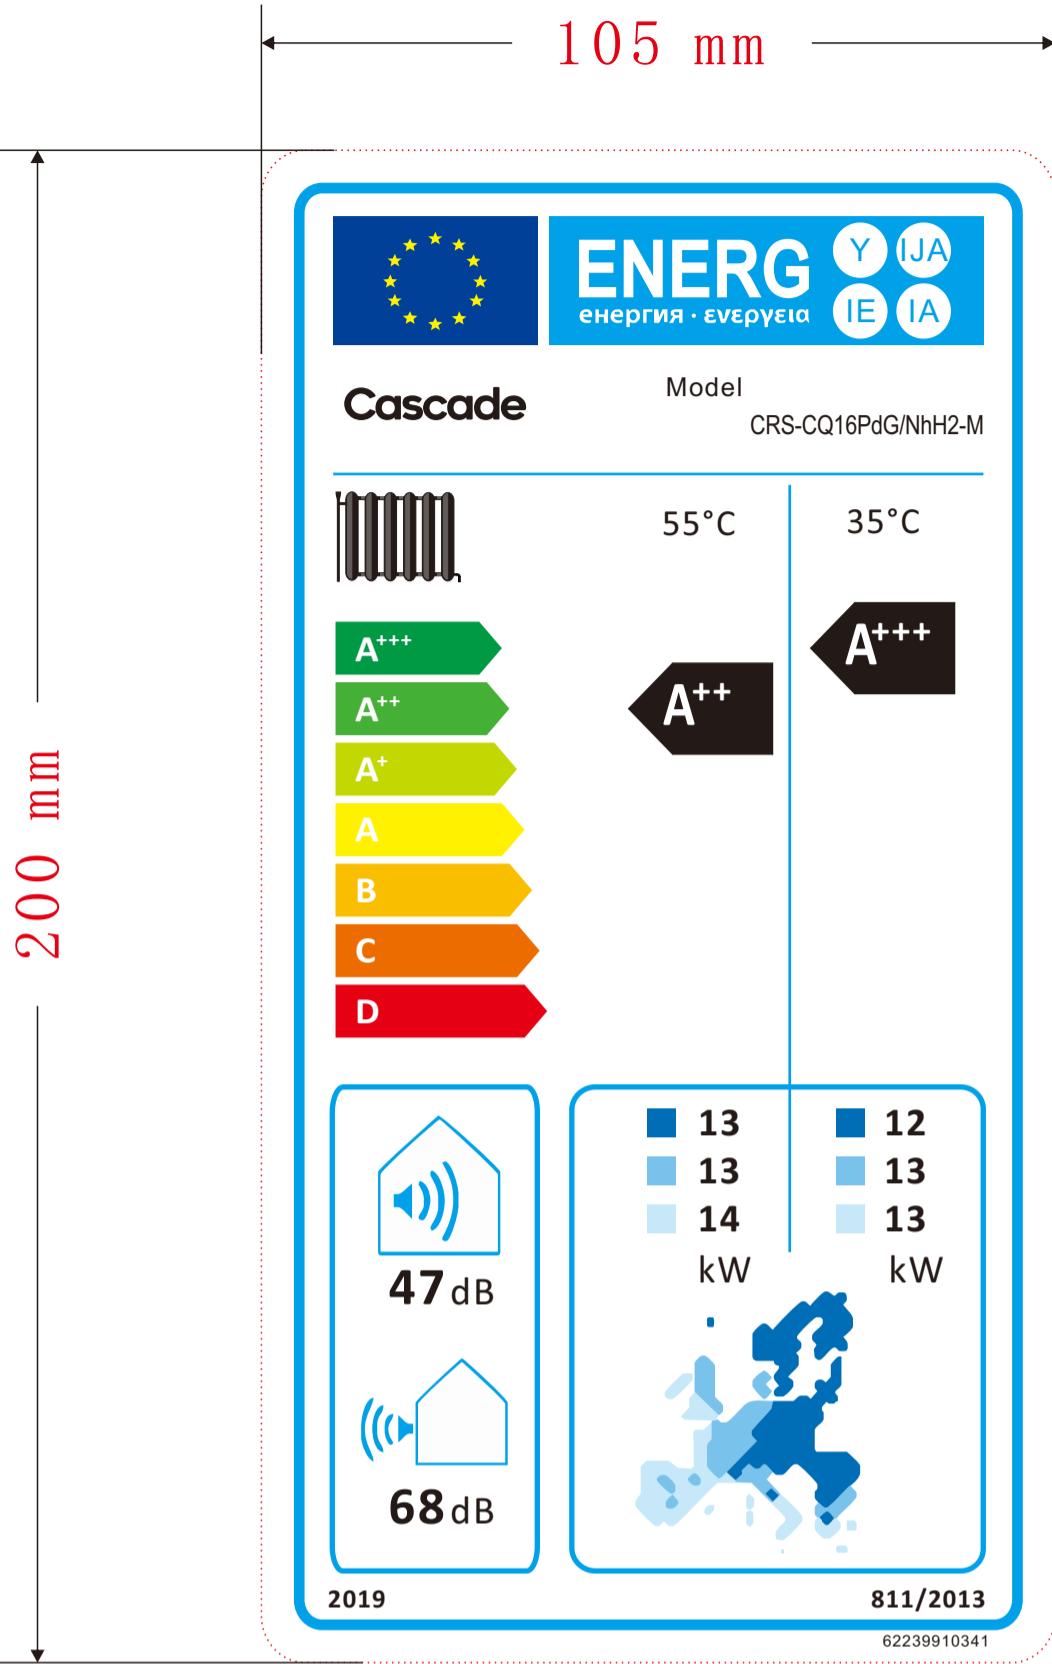 105 mm
200 mm
ENERG
енергия · ενεργεια
Y IJA
IE IA
Cascade
Model
CRS-CQ16PdG/NhH2-M
55°C 35°C
A+++
A++
A+
A
B
C
D
A++
A+++
47 dB
68 dB
13 12
13 13
14 13
kW kW
2019 811/2013
62239910341